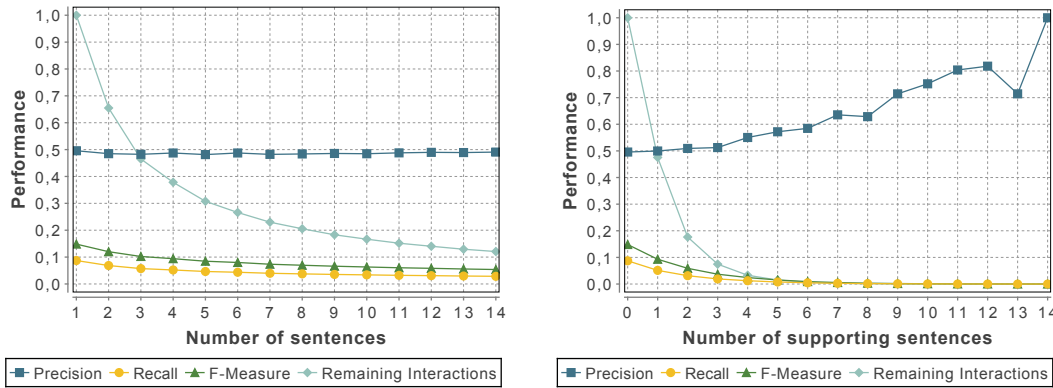 1,0
0,9
0,8
0,7
0,6
0,5
0,4
0,3
0,2
0,1
0,0
Performance
1 2 3 4 5 6 7 8 9 10 11 12 13 14
Number of sentences
Precision Recall F-Measure Remaining Interactions
1,0
0,9
0,8
0,7
0,6
0,5
0,4
0,3
0,2
0,1
0,0
Performance
0 1 2 3 4 5 6 7 8 9 10 11 12 13 14
Number of supporting sentences
Precision Recall F-Measure Remaining Interactions